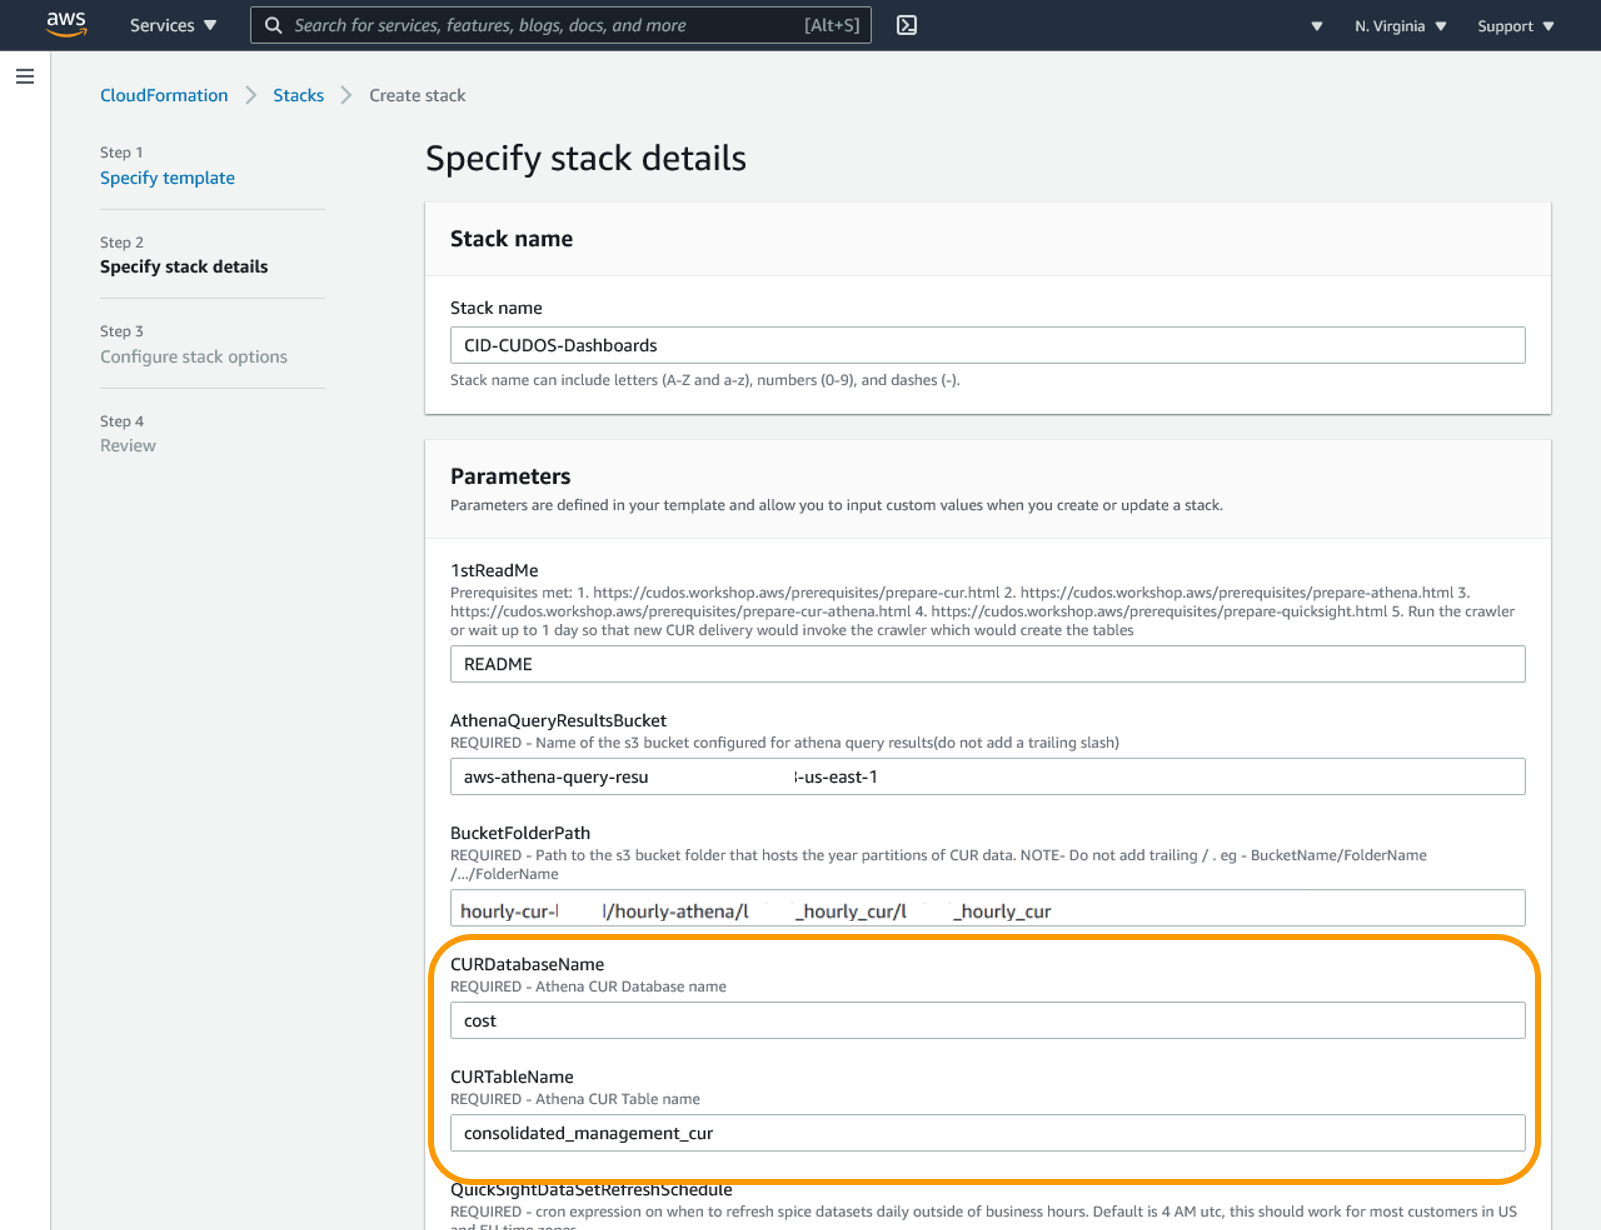 aws
Services
Search for services, features, blogs, docs, and more
[Alt+S]
N. Virginia
Support
CloudFormation
Stacks
Create stack
Step 1
Specify template
Step 2
Specify stack details
Step 3
Configure stack options
Step 4
Review
Specify stack details
Stack name
Stack name
CID-CUDOS-Dashboards
Stack name can include letters (A-Z and a-z), numbers (0-9), and dashes (-).
Parameters
Parameters are defined in your template and allow you to input custom values when you create or update a stack.
1stReadMe
Prerequisites met: 1. https://cudos.workshop.aws/prerequisites/prepare-cur.html 2. https://cudos.workshop.aws/prerequisites/prepare-athena.html 3.
https://cudos.workshop.aws/prerequisites/prepare-cur-athena.html 4. https://cudos.workshop.aws/prerequisites/prepare-quicksight.html 5. Run the crawler
or wait up to 1 day so that new CUR delivery would invoke the crawler which would create the tables
README
AthenaQueryResultsBucket
REQUIRED - Name of the s3 bucket configured for athena query results(do not add a trailing slash)
aws-athena-query-resu -us-east-1
BucketFolderPath
REQUIRED - Path to the s3 bucket folder that hosts the year partitions of CUR data. NOTE- Do not add trailing / . eg - BucketName/FolderName
/.../FolderName
hourly-cur- /hourly-athena/l _hourly_cur/l _hourly_cur
CURDatabaseName
REQUIRED - Athena CUR Database name
cost
CURTableName
REQUIRED - Athena CUR Table name
consolidated_management_cur
QuickSightDataSetRefreshSchedule
REQUIRED - cron expression on when to refresh spice datasets daily outside of business hours. Default is 4 AM utc, this should work for most customers in US
and EU time zones